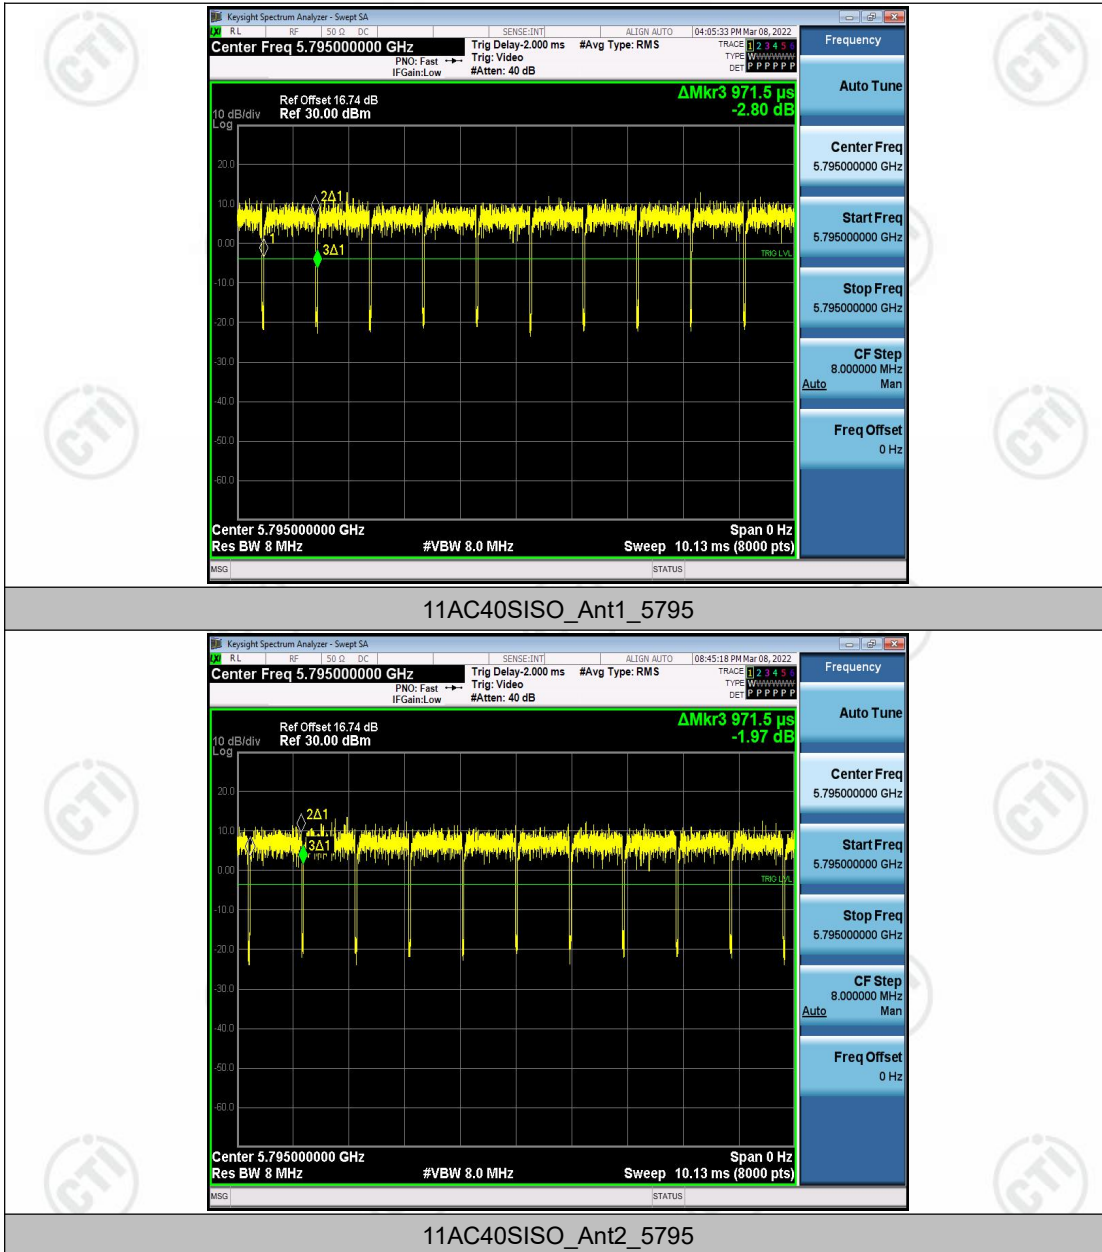 Keysight Spectrum Analyzer - Swept SA
LXI RL RF 50 Ω DC SENSE:INT ALIGN AUTO 04:05:33 PM Mar 08, 2022
Center Freq 5.795000000 GHz
Trig Delay-2.000 ms #Avg Type: RMS TRACE 1 2 3 4 5 6
PNO: Fast Trig: Video TYPE WWWWWW
IFGain:Low #Atten: 40 dB DET P P P P P P
Frequency
Auto Tune
Center Freq
5.795000000 GHz
Start Freq
5.795000000 GHz
Stop Freq
5.795000000 GHz
CF Step
8.000000 MHz
Auto Man
Freq Offset
0 Hz
ΔMkr3 971.5 µs
-2.80 dB
Ref Offset 16.74 dB
10 dB/div Ref 30.00 dBm
Log
20.0
10.0
0.00
-10.0
-20.0
-30.0
-40.0
-50.0
-60.0
2Δ1
1
3Δ1
TRIG LVL
Center 5.795000000 GHz Span 0 Hz
Res BW 8 MHz #VBW 8.0 MHz Sweep 10.13 ms (8000 pts)
MSG STATUS
11AC40SISO_Ant1_5795
Keysight Spectrum Analyzer - Swept SA
LXI RL RF 50 Ω DC SENSE:INT ALIGN AUTO 08:45:18 PM Mar 08, 2022
Center Freq 5.795000000 GHz
Trig Delay-2.000 ms #Avg Type: RMS TRACE 1 2 3 4 5 6
PNO: Fast Trig: Video TYPE WWWWWW
IFGain:Low #Atten: 40 dB DET P P P P P P
Frequency
Auto Tune
Center Freq
5.795000000 GHz
Start Freq
5.795000000 GHz
Stop Freq
5.795000000 GHz
CF Step
8.000000 MHz
Auto Man
Freq Offset
0 Hz
ΔMkr3 971.5 µs
-1.97 dB
Ref Offset 16.74 dB
10 dB/div Ref 30.00 dBm
Log
20.0
10.0
0.00
-10.0
-20.0
-30.0
-40.0
-50.0
-60.0
2Δ1
3Δ1
TRIG LVL
Center 5.795000000 GHz Span 0 Hz
Res BW 8 MHz #VBW 8.0 MHz Sweep 10.13 ms (8000 pts)
MSG STATUS
11AC40SISO_Ant2_5795
CTI
CTI
CTI
CTI
CTI
CTI
CTI
CTI